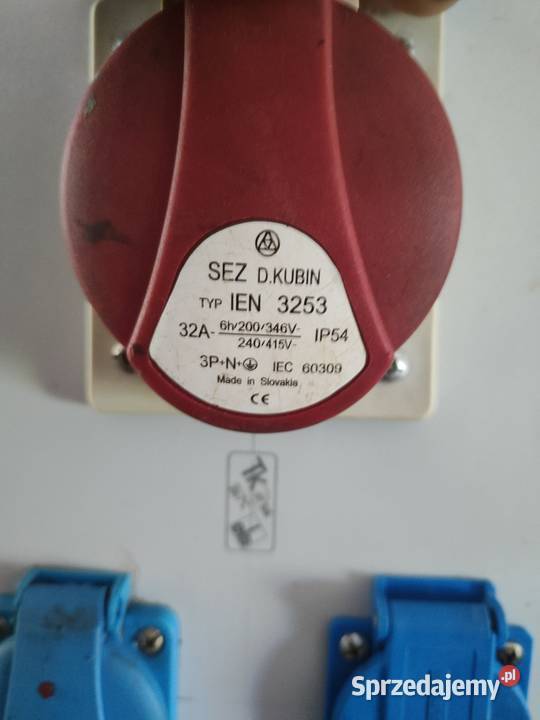 SEZ D.KUBIN
TYP IEN 3253
32A- 6h/200/346V~ IP54
240/415V~
3P+N+⏚ IEC 60309
Made in Slovakia
CE
Sprzedajemy.pl